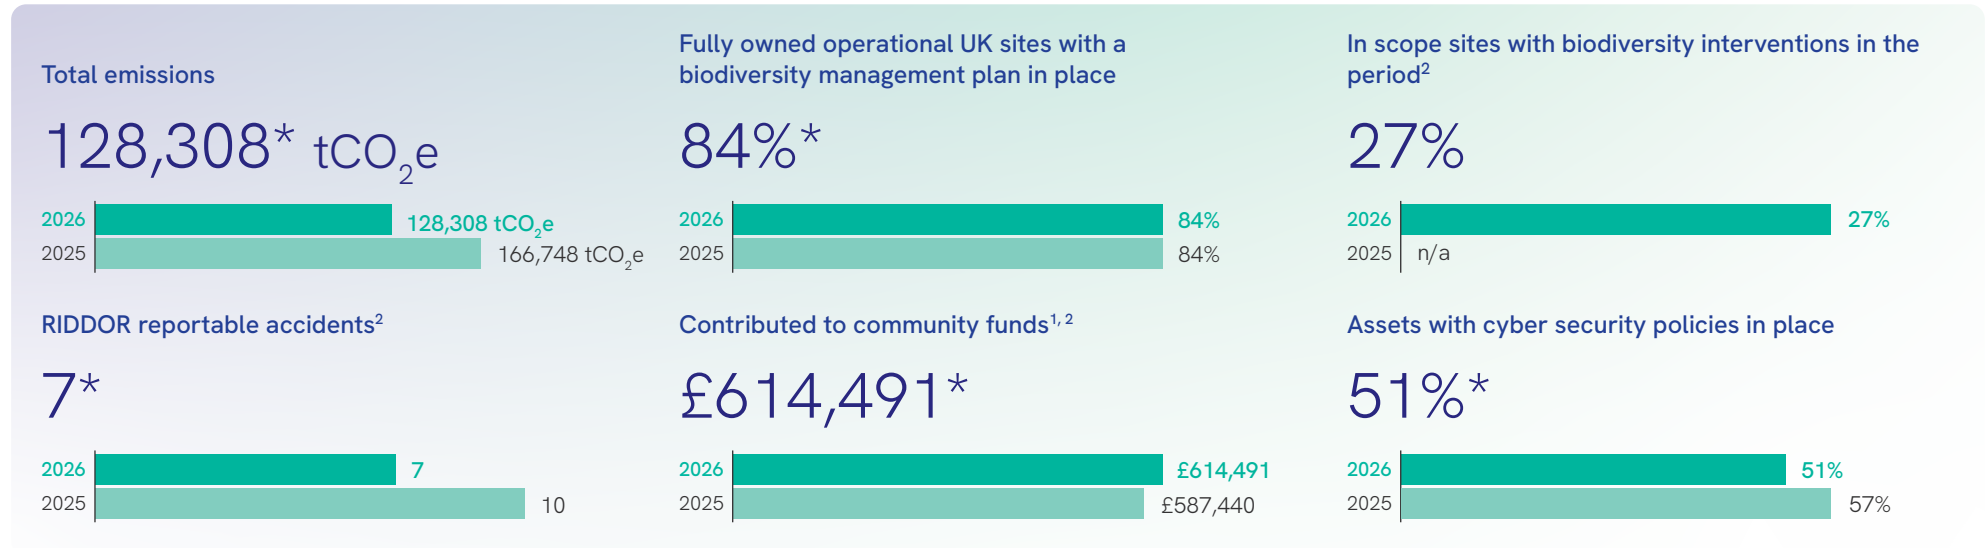 Total emissions
128,308* tCO₂e
2026 128,308 tCO₂e
2025 166,748 tCO₂e
Fully owned operational UK sites with a
biodiversity management plan in place
84%*
2026 84%
2025 84%
In scope sites with biodiversity interventions in the
period²
27%
2026 27%
2025 n/a
RIDDOR reportable accidents²
7*
2026 7
2025 10
Contributed to community funds¹, ²
£614,491*
2026 £614,491
2025 £587,440
Assets with cyber security policies in place
51%*
2026 51%
2025 57%